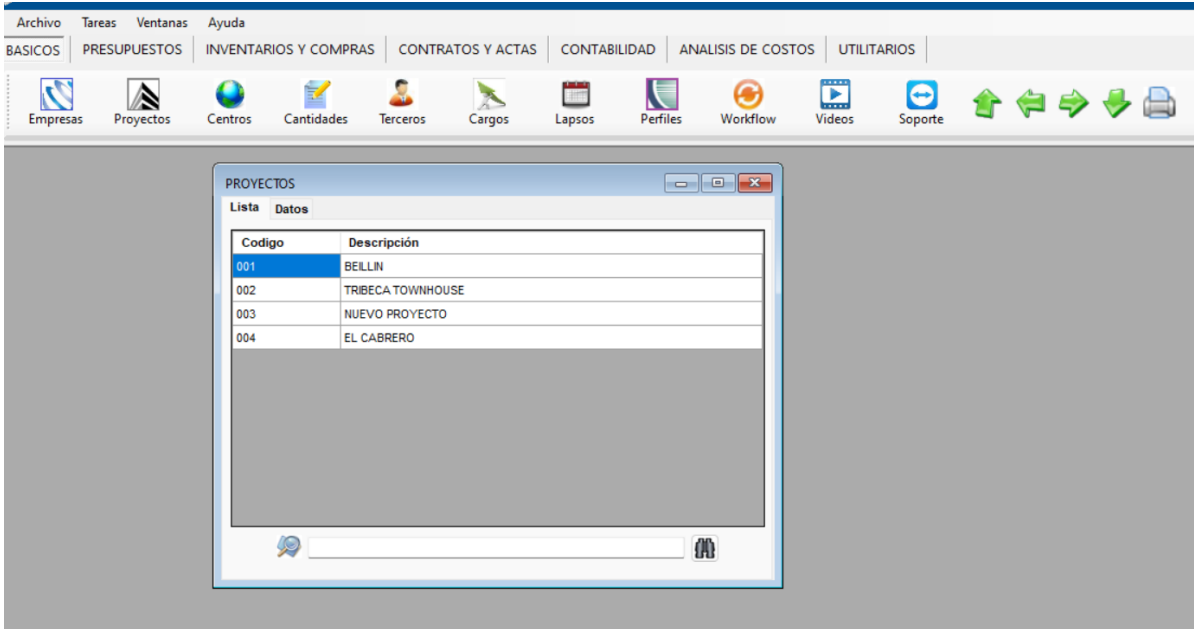 Archivo Tareas Ventanas Ayuda
BASICOS PRESUPUESTOS INVENTARIOS Y COMPRAS CONTRATOS Y ACTAS CONTABILIDAD ANALISIS DE COSTOS UTILITARIOS
Empresas Proyectos Centros Cantidades Terceros Cargos Lapsos Perfiles Workflow Videos Soporte
PROYECTOS
Lista Datos
Codigo Descripción
001 BEILLIN
002 TRIBECA TOWNHOUSE
003 NUEVO PROYECTO
004 EL CABRERO